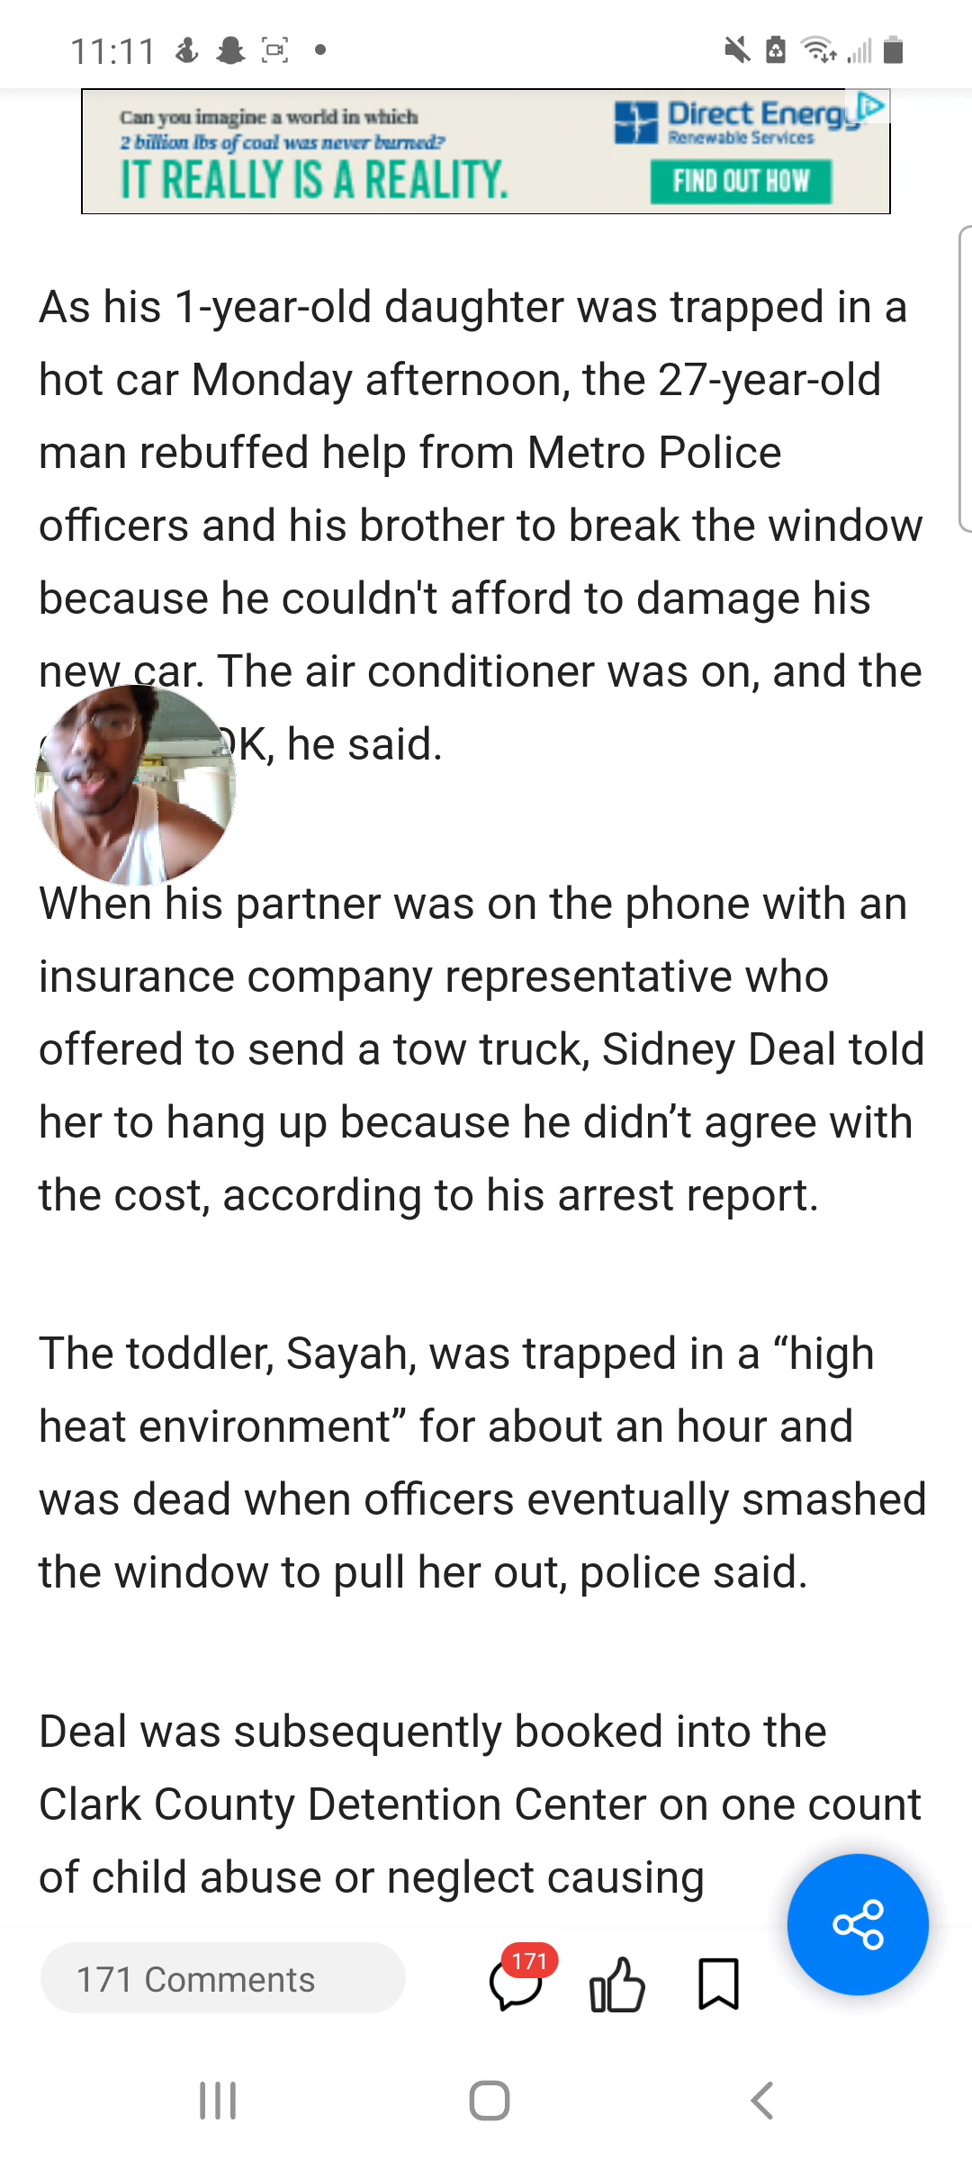 11:11
Can you imagine a world in which
2 billion lbs of coal was never burned?
IT REALLY IS A REALITY.
Direct Energy
Renewable Services
FIND OUT HOW
As his 1-year-old daughter was trapped in a
hot car Monday afternoon, the 27-year-old
man rebuffed help from Metro Police
officers and his brother to break the window
because he couldn't afford to damage his
new car. The air conditioner was on, and the
OK, he said.
When his partner was on the phone with an
insurance company representative who
offered to send a tow truck, Sidney Deal told
her to hang up because he didn’t agree with
the cost, according to his arrest report.
The toddler, Sayah, was trapped in a “high
heat environment” for about an hour and
was dead when officers eventually smashed
the window to pull her out, police said.
Deal was subsequently booked into the
Clark County Detention Center on one count
of child abuse or neglect causing
171 Comments
171